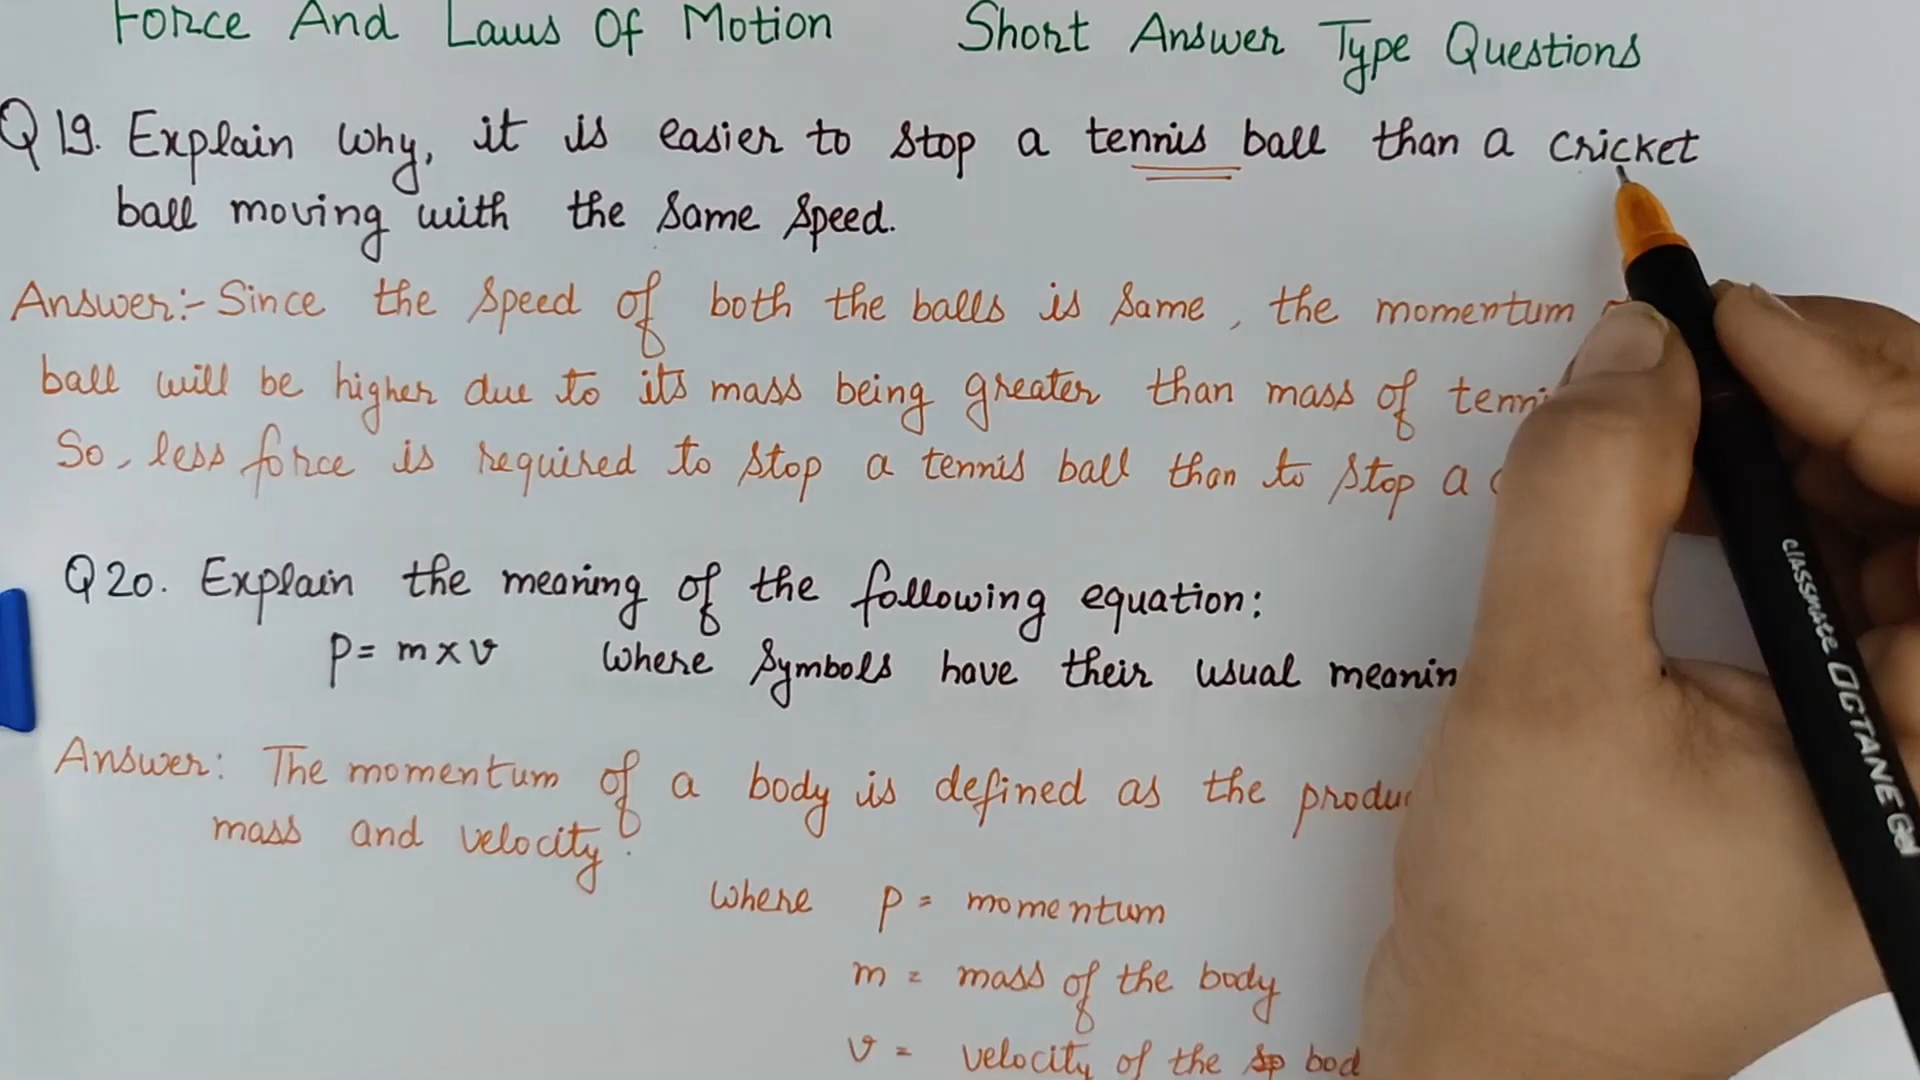 Force And Laws Of Motion Short Answer Type Questions
Q 19. Explain why, it is easier to stop a tennis ball than a cricket
ball moving with the same speed.
Answer:- Since the speed of both the balls is same, the momentum
ball will be higher due to its mass being greater than mass of
So, less force is required to stop a tennis ball than to stop a
Q 20. Explain the meaning of the following equation:
p = m x v where symbols have their usual
Answer: The momentum of a body is defined as the
mass and velocity.
where p = momentum
m = mass of the body
v = velocity of the
classmate OCTANE Gel